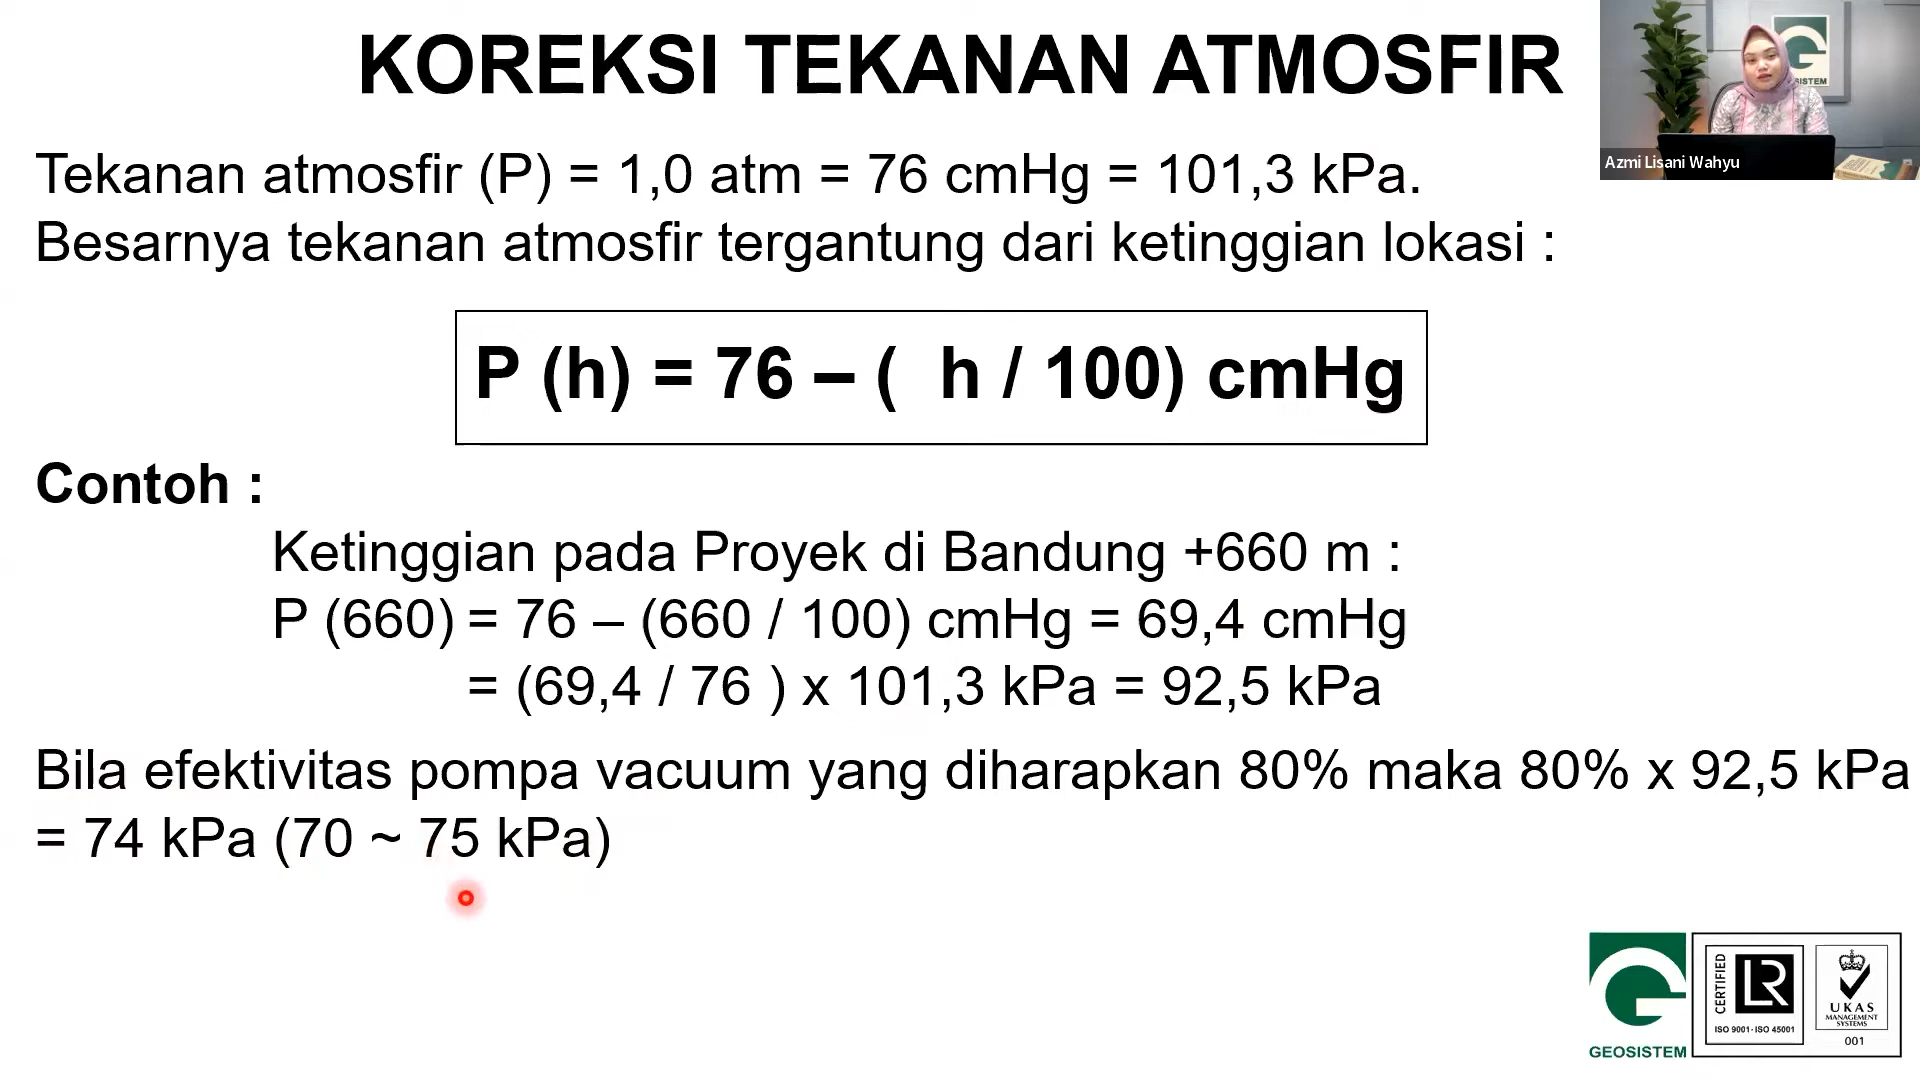 KOREKSI TEKANAN ATMOSFIR
Tekanan atmosfir (P) = 1,0 atm = 76 cmHg = 101,3 kPa.
Besarnya tekanan atmosfir tergantung dari ketinggian lokasi :
P (h) = 76 – ( h / 100) cmHg
Contoh :
Ketinggian pada Proyek di Bandung +660 m :
P (660) = 76 – (660 / 100) cmHg = 69,4 cmHg
= (69,4 / 76 ) x 101,3 kPa = 92,5 kPa
Bila efektivitas pompa vacuum yang diharapkan 80% maka 80% x 92,5 kPa
= 74 kPa (70 ~ 75 kPa)
Azmi Lisani Wahyu
GEOSISTEM
CERTIFIED
LR
ISO 9001 · ISO 45001
UKAS
MANAGEMENT
SYSTEMS
001